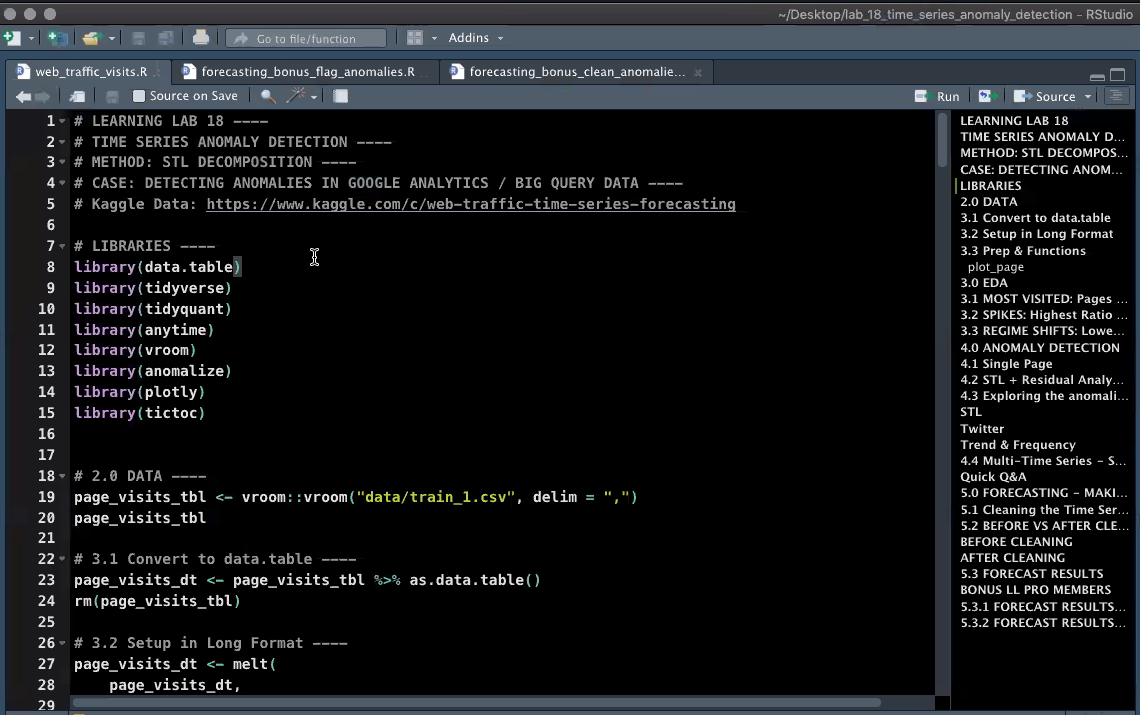 ~/Desktop/lab_18_time_series_anomaly_detection - RStudio
Go to file/function
Addins
web_traffic_visits.R
forecasting_bonus_flag_anomalies.R
forecasting_bonus_clean_anomalie...
Source on Save
Run
Source
1 # LEARNING LAB 18 ----
2 # TIME SERIES ANOMALY DETECTION ----
3 # METHOD: STL DECOMPOSITION ----
4 # CASE: DETECTING ANOMALIES IN GOOGLE ANALYTICS / BIG QUERY DATA ----
5 # Kaggle Data: https://www.kaggle.com/c/web-traffic-time-series-forecasting
6
7 # LIBRARIES ----
8 library(data.table)
9 library(tidyverse)
10 library(tidyquant)
11 library(anytime)
12 library(vroom)
13 library(anomalize)
14 library(plotly)
15 library(tictoc)
16
17
18 # 2.0 DATA ----
19 page_visits_tbl <- vroom::vroom("data/train_1.csv", delim = ",")
20 page_visits_tbl
21
22 # 3.1 Convert to data.table ----
23 page_visits_dt <- page_visits_tbl %>% as.data.table()
24 rm(page_visits_tbl)
25
26 # 3.2 Setup in Long Format ----
27 page_visits_dt <- melt(
28 page_visits_dt,
29
LEARNING LAB 18
TIME SERIES ANOMALY D...
METHOD: STL DECOMPOS...
CASE: DETECTING ANOM...
LIBRARIES
2.0 DATA
3.1 Convert to data.table
3.2 Setup in Long Format
3.3 Prep & Functions
plot_page
3.0 EDA
3.1 MOST VISITED: Pages ...
3.2 SPIKES: Highest Ratio ...
3.3 REGIME SHIFTS: Lowe...
4.0 ANOMALY DETECTION
4.1 Single Page
4.2 STL + Residual Analy...
4.3 Exploring the anomali...
STL
Twitter
Trend & Frequency
4.4 Multi-Time Series - S...
Quick Q&A
5.0 FORECASTING - MAKI...
5.1 Cleaning the Time Ser...
5.2 BEFORE VS AFTER CLE...
BEFORE CLEANING
AFTER CLEANING
5.3 FORECAST RESULTS
BONUS LL PRO MEMBERS
5.3.1 FORECAST RESULTS...
5.3.2 FORECAST RESULTS...